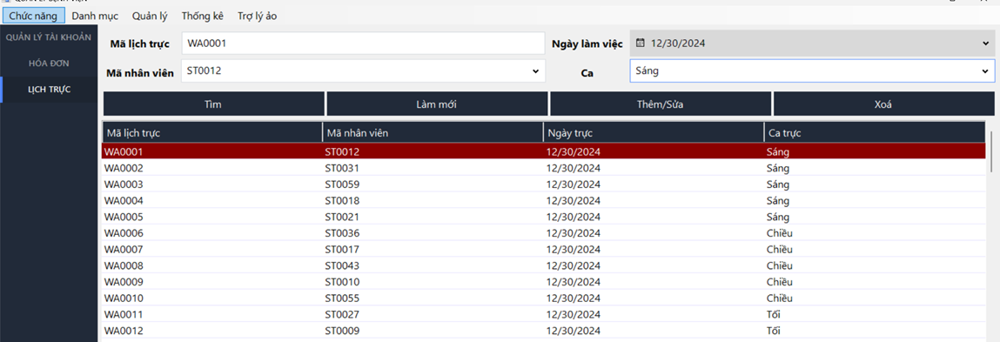 Chức năng Danh mục Quản lý Thống kê Trợ lý ảo
QUẢN LÝ TÀI KHOẢN
HÓA ĐƠN
LỊCH TRỰC
Mã lịch trực WA0001 Ngày làm việc 12/30/2024
Mã nhân viên ST0012 Ca Sáng
Tìm Làm mới Thêm/Sửa Xoá
Mã lịch trực Mã nhân viên Ngày trực Ca trực
WA0001 ST0012 12/30/2024 Sáng
WA0002 ST0031 12/30/2024 Sáng
WA0003 ST0059 12/30/2024 Sáng
WA0004 ST0018 12/30/2024 Sáng
WA0005 ST0021 12/30/2024 Sáng
WA0006 ST0036 12/30/2024 Chiều
WA0007 ST0017 12/30/2024 Chiều
WA0008 ST0043 12/30/2024 Chiều
WA0009 ST0010 12/30/2024 Chiều
WA0010 ST0055 12/30/2024 Chiều
WA0011 ST0027 12/30/2024 Tối
WA0012 ST0009 12/30/2024 Tối